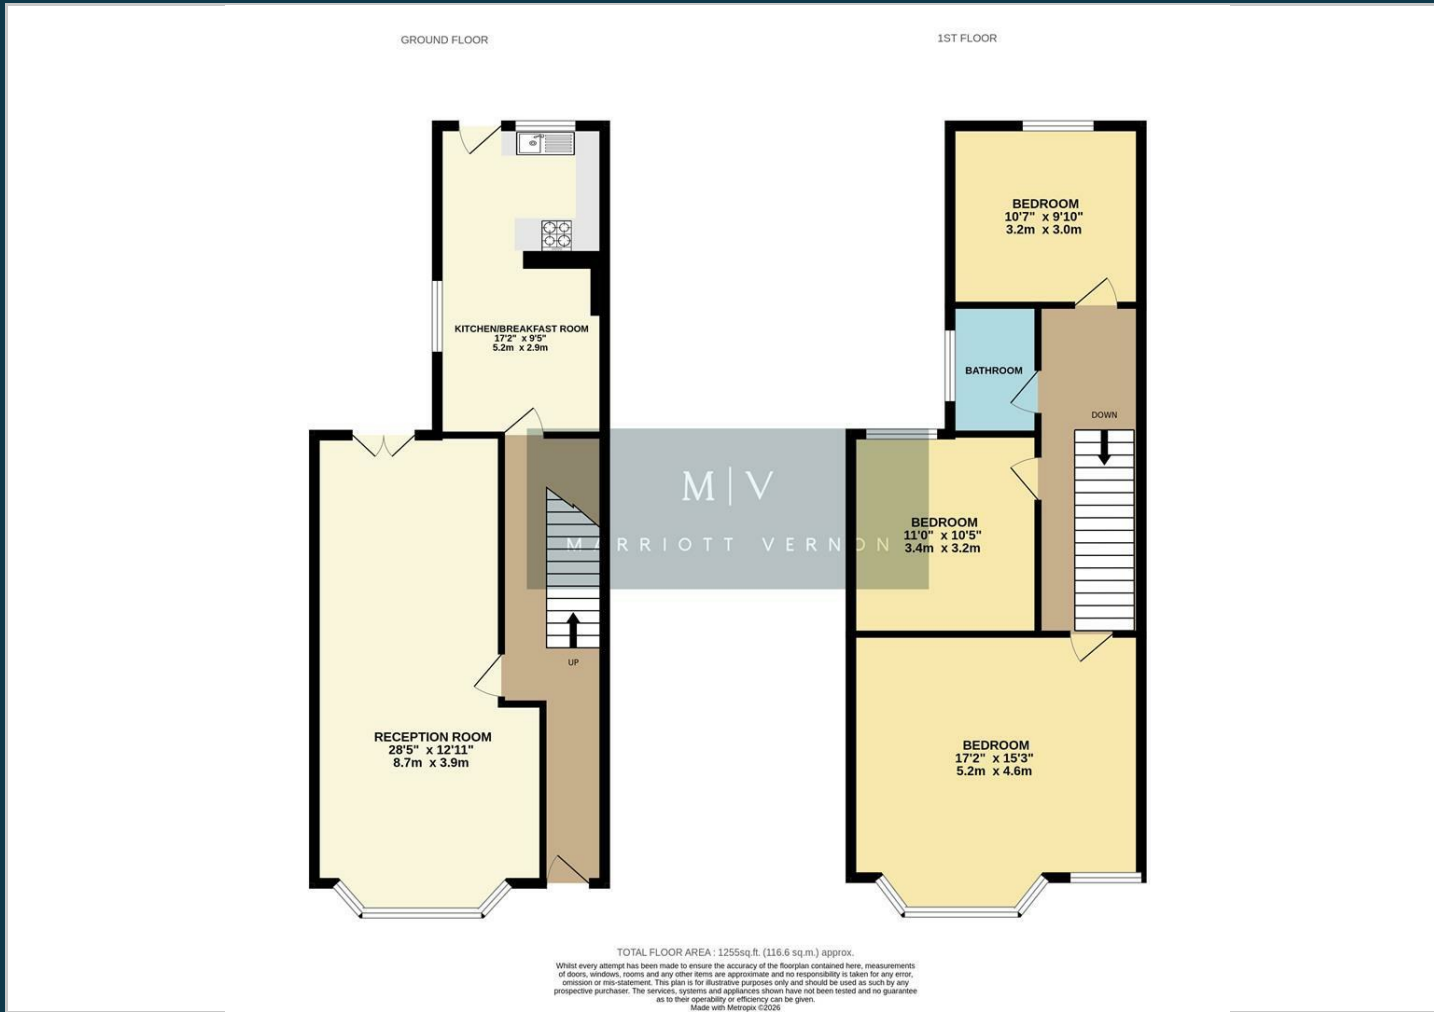 GROUND FLOOR
1ST FLOOR
KITCHEN/BREAKFAST ROOM
17'2" x 9'5"
5.2m x 2.9m
UP
RECEPTION ROOM
28'5" x 12'11"
8.7m x 3.9m
BEDROOM
10'7" x 9'10"
3.2m x 3.0m
BATHROOM
DOWN
BEDROOM
11'0" x 10'5"
3.4m x 3.2m
BEDROOM
17'2" x 15'3"
5.2m x 4.6m
M | V
MARRIOTT VERNON
TOTAL FLOOR AREA : 1255sq.ft. (116.6 sq.m.) approx.
Whilst every attempt has been made to ensure the accuracy of the floorplan contained here, measurements
of doors, windows, rooms and any other items are approximate and no responsibility is taken for any error,
omission or mis-statement. This plan is for illustrative purposes only and should be used as such by any
prospective purchaser. The services, systems and appliances shown have not been tested and no guarantee
as to their operability or efficiency can be given.
Made with Metropix ©2026